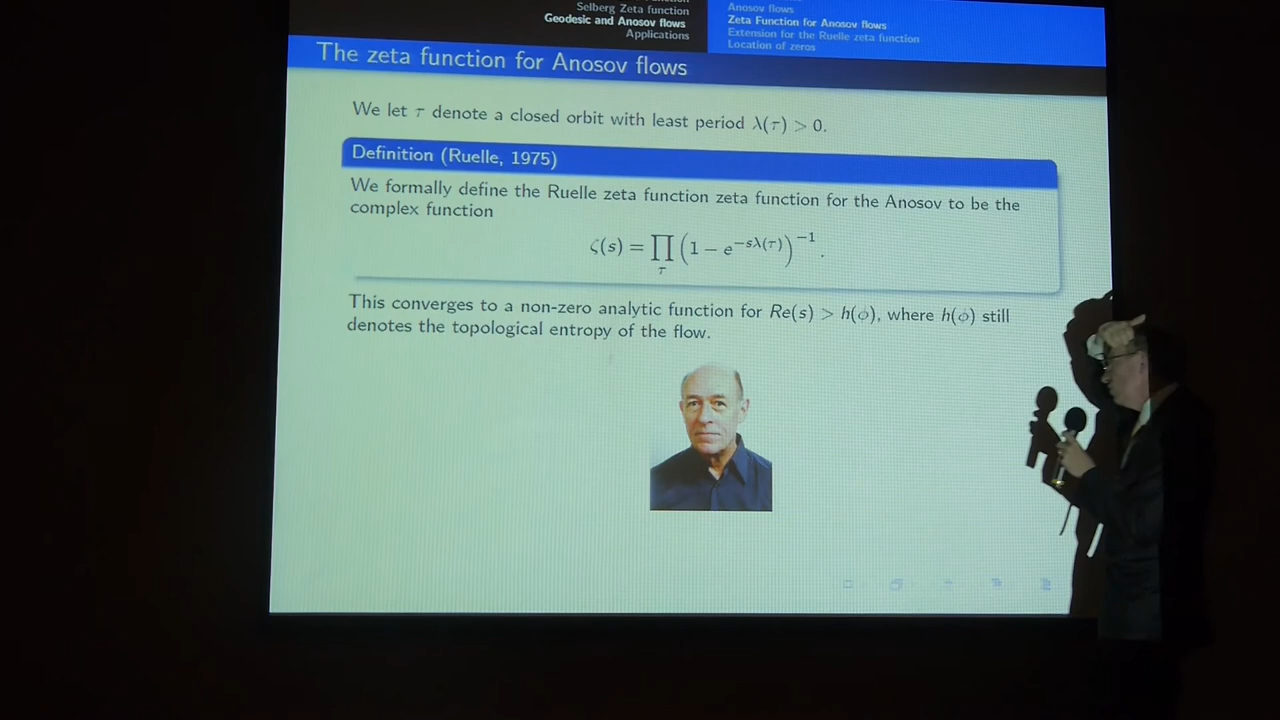 Selberg Zeta function
Geodesic and Anosov flows
Applications
Anosov flows
Zeta Function for Anosov flows
Extension for the Ruelle zeta function
Location of zeros
The zeta function for Anosov flows
We let τ denote a closed orbit with least period λ(τ) > 0.
Definition (Ruelle, 1975)
We formally define the Ruelle zeta function zeta function for the Anosov to be the
complex function
ζ(s) = ∏_τ (1 − e^{−sλ(τ)})^{−1}.
This converges to a non-zero analytic function for Re(s) > h(ϕ), where h(ϕ) still
denotes the topological entropy of the flow.